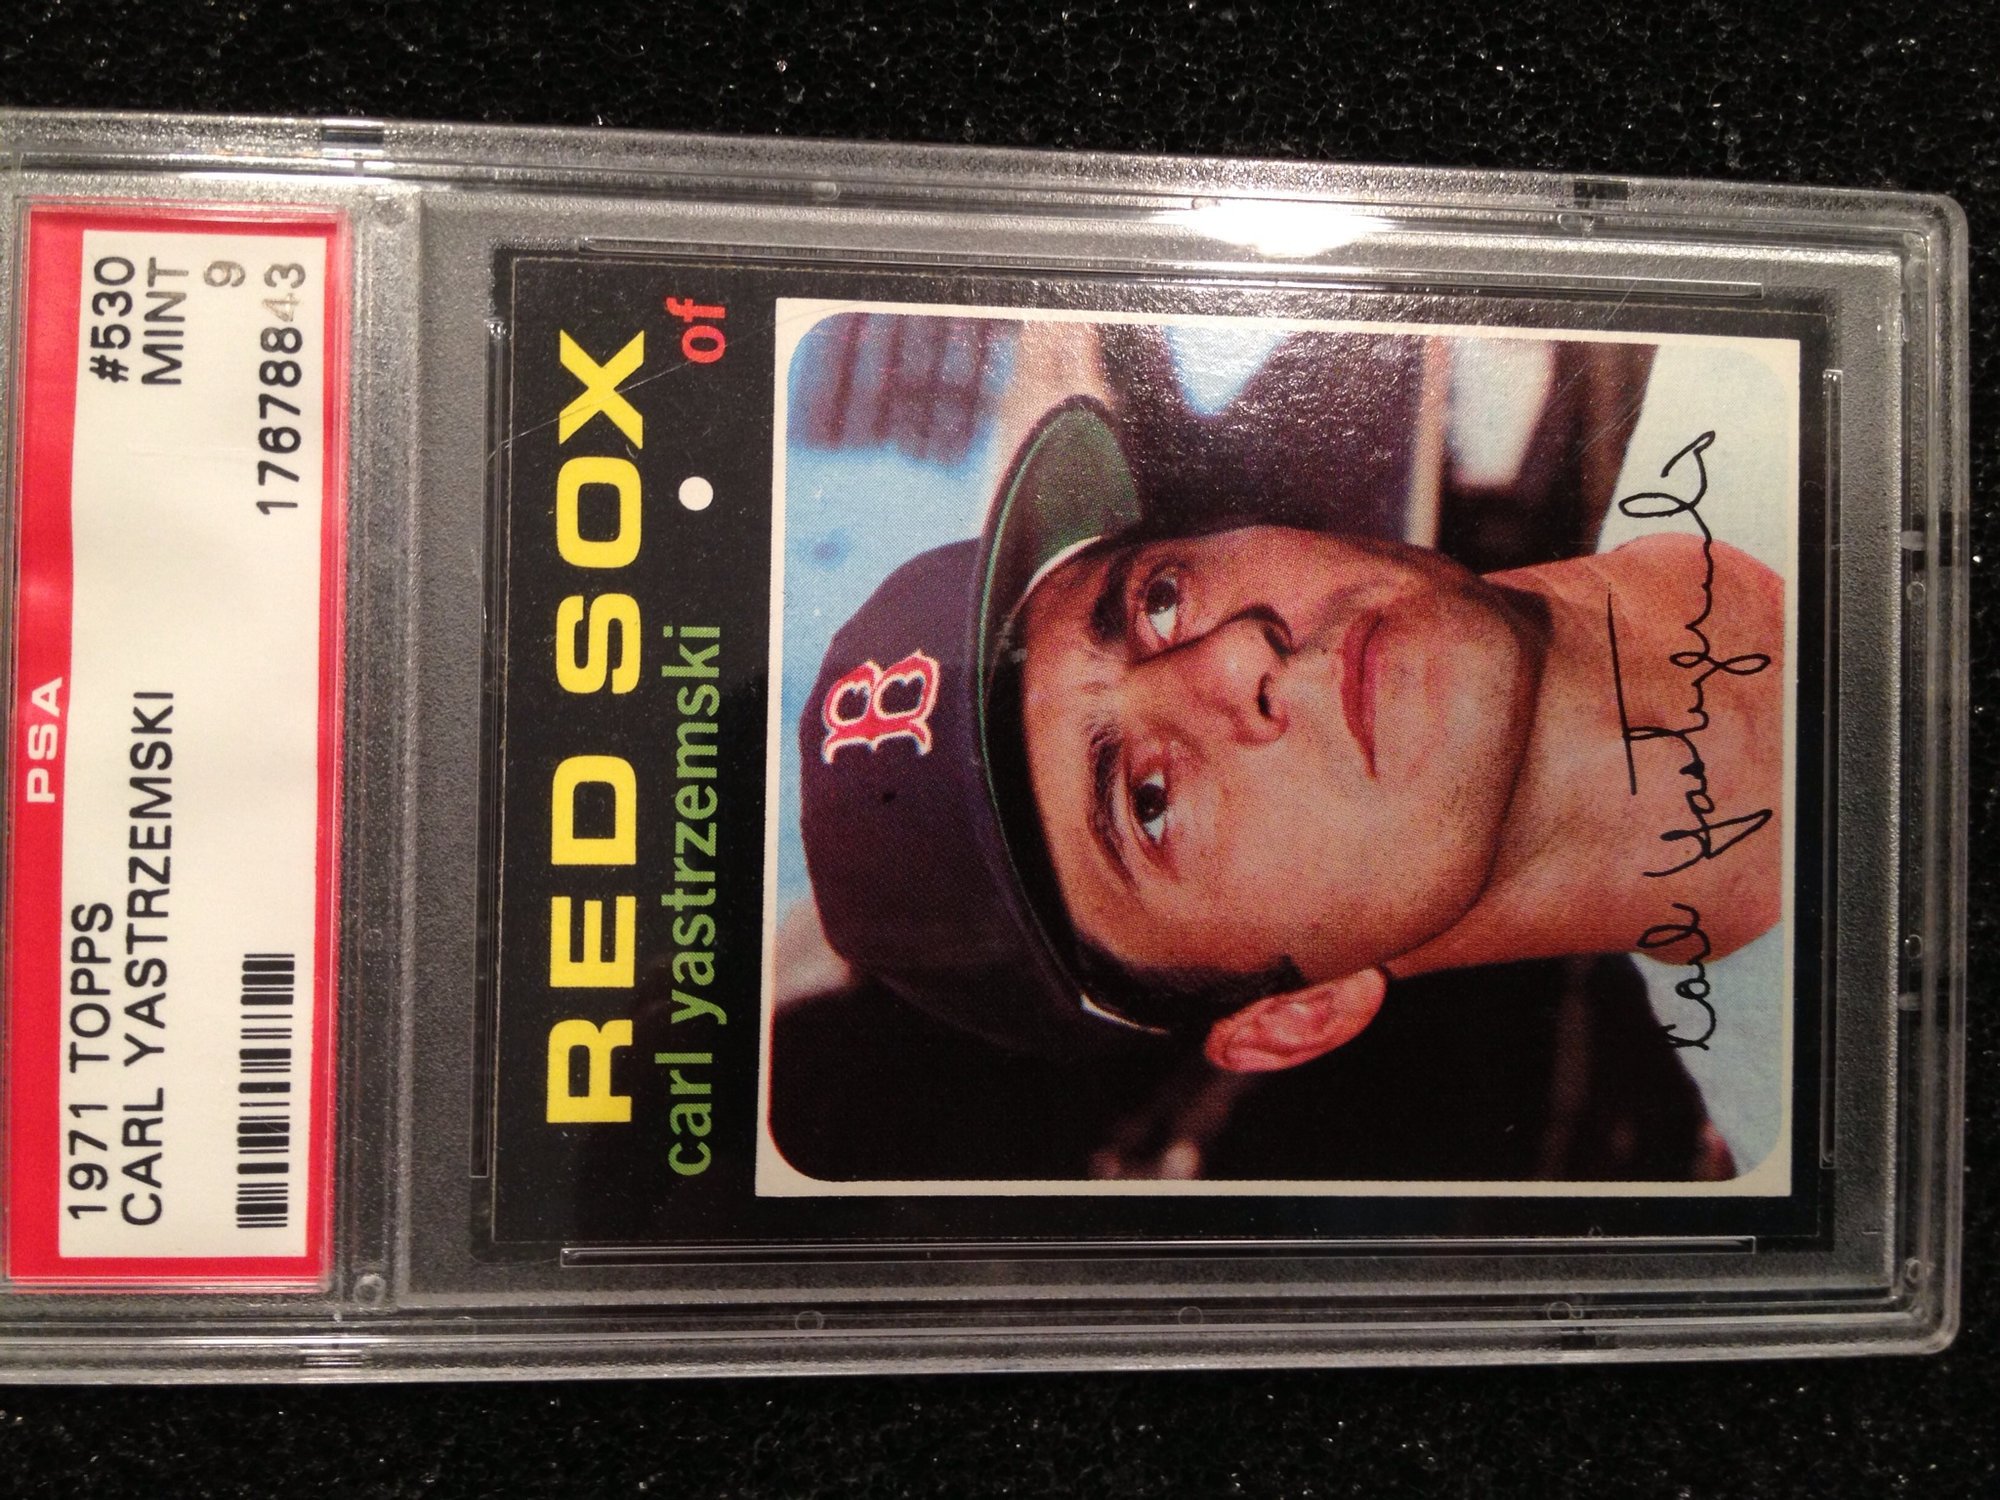 PSA
1971 TOPPS #530
CARL YASTRZEMSKI MINT
9
17678843
RED SOX
carl yastrzemski • of
B
Carl Yastrzemski